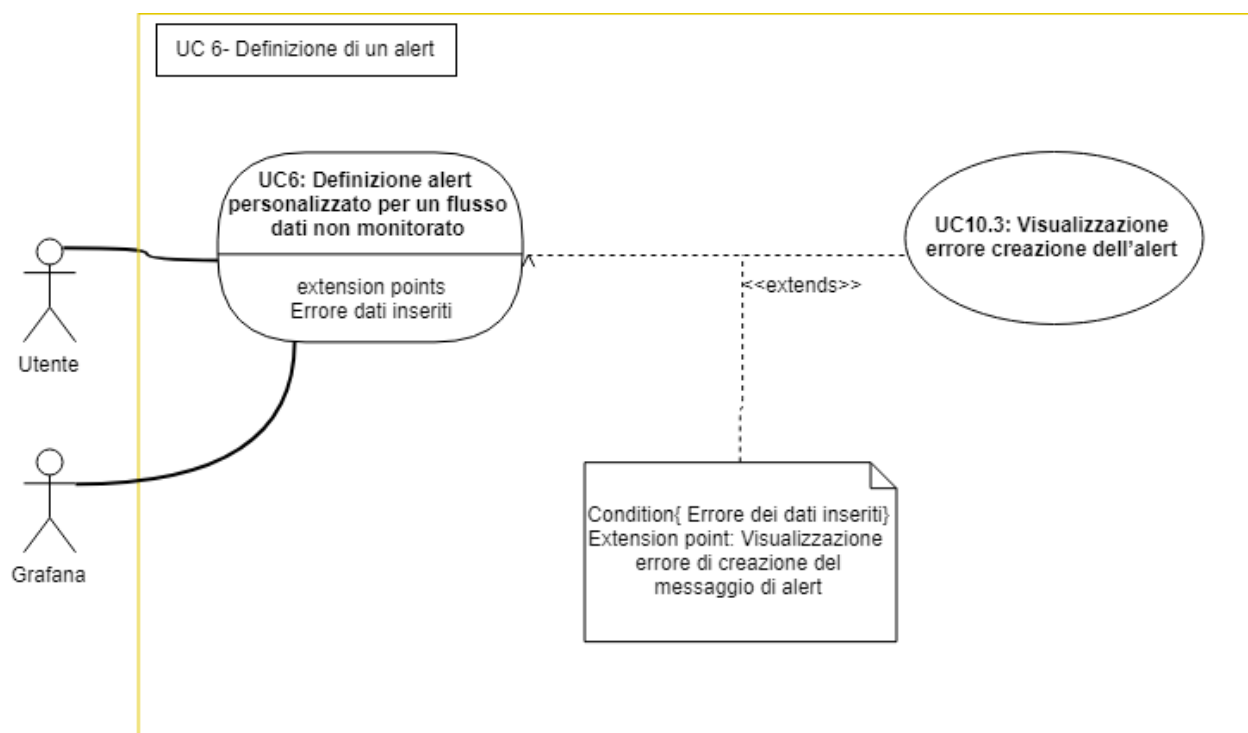 UC 6- Definizione di un alert
UC6: Definizione alert
personalizzato per un flusso
dati non monitorato
extension points
Errore dati inseriti
UC10.3: Visualizzazione
errore creazione dell'alert
<<extends>>
Utente
Grafana
Condition{ Errore dei dati inseriti}
Extension point: Visualizzazione
errore di creazione del
messaggio di alert